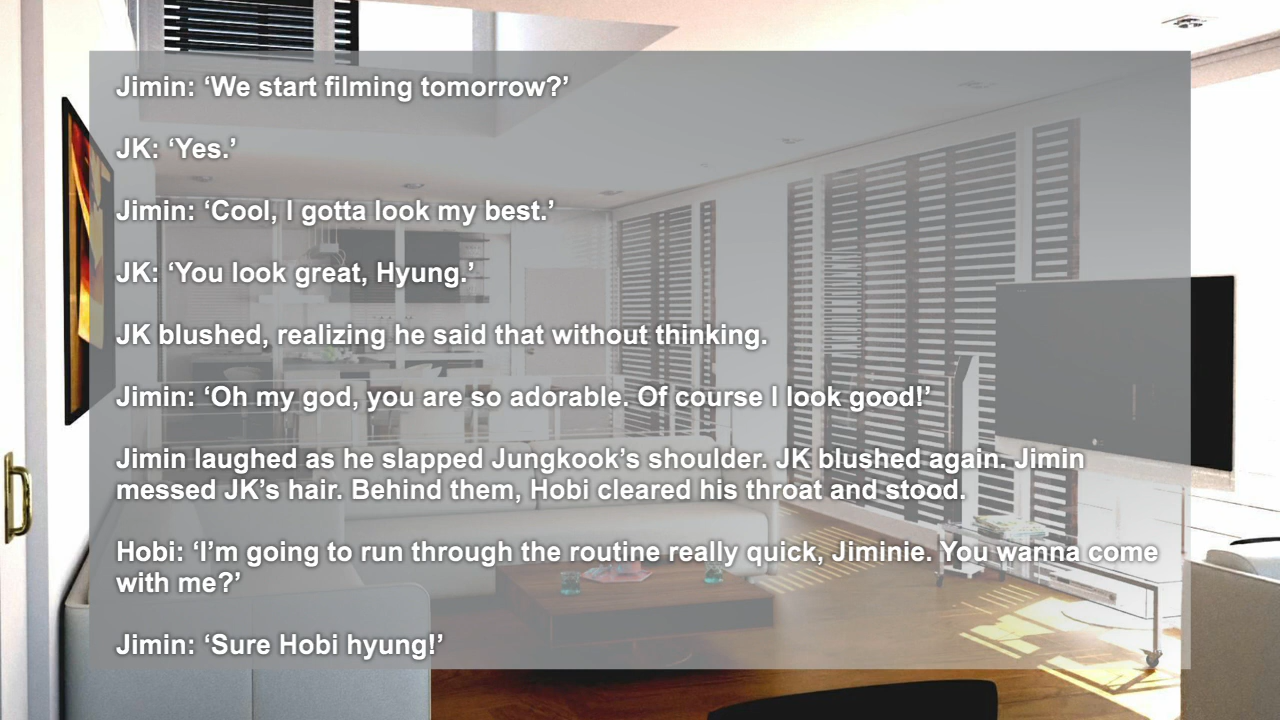 Jimin: ‘We start filming tomorrow?’
JK: ‘Yes.’
Jimin: ‘Cool, I gotta look my best.’
JK: ‘You look great, Hyung.’
JK blushed, realizing he said that without thinking.
Jimin: ‘Oh my god, you are so adorable. Of course I look good!’
Jimin laughed as he slapped Jungkook’s shoulder. JK blushed again. Jimin
messed JK’s hair. Behind them, Hobi cleared his throat and stood.
Hobi: ‘I’m going to run through the routine really quick, Jiminie. You wanna come
with me?’
Jimin: ‘Sure Hobi hyung!’